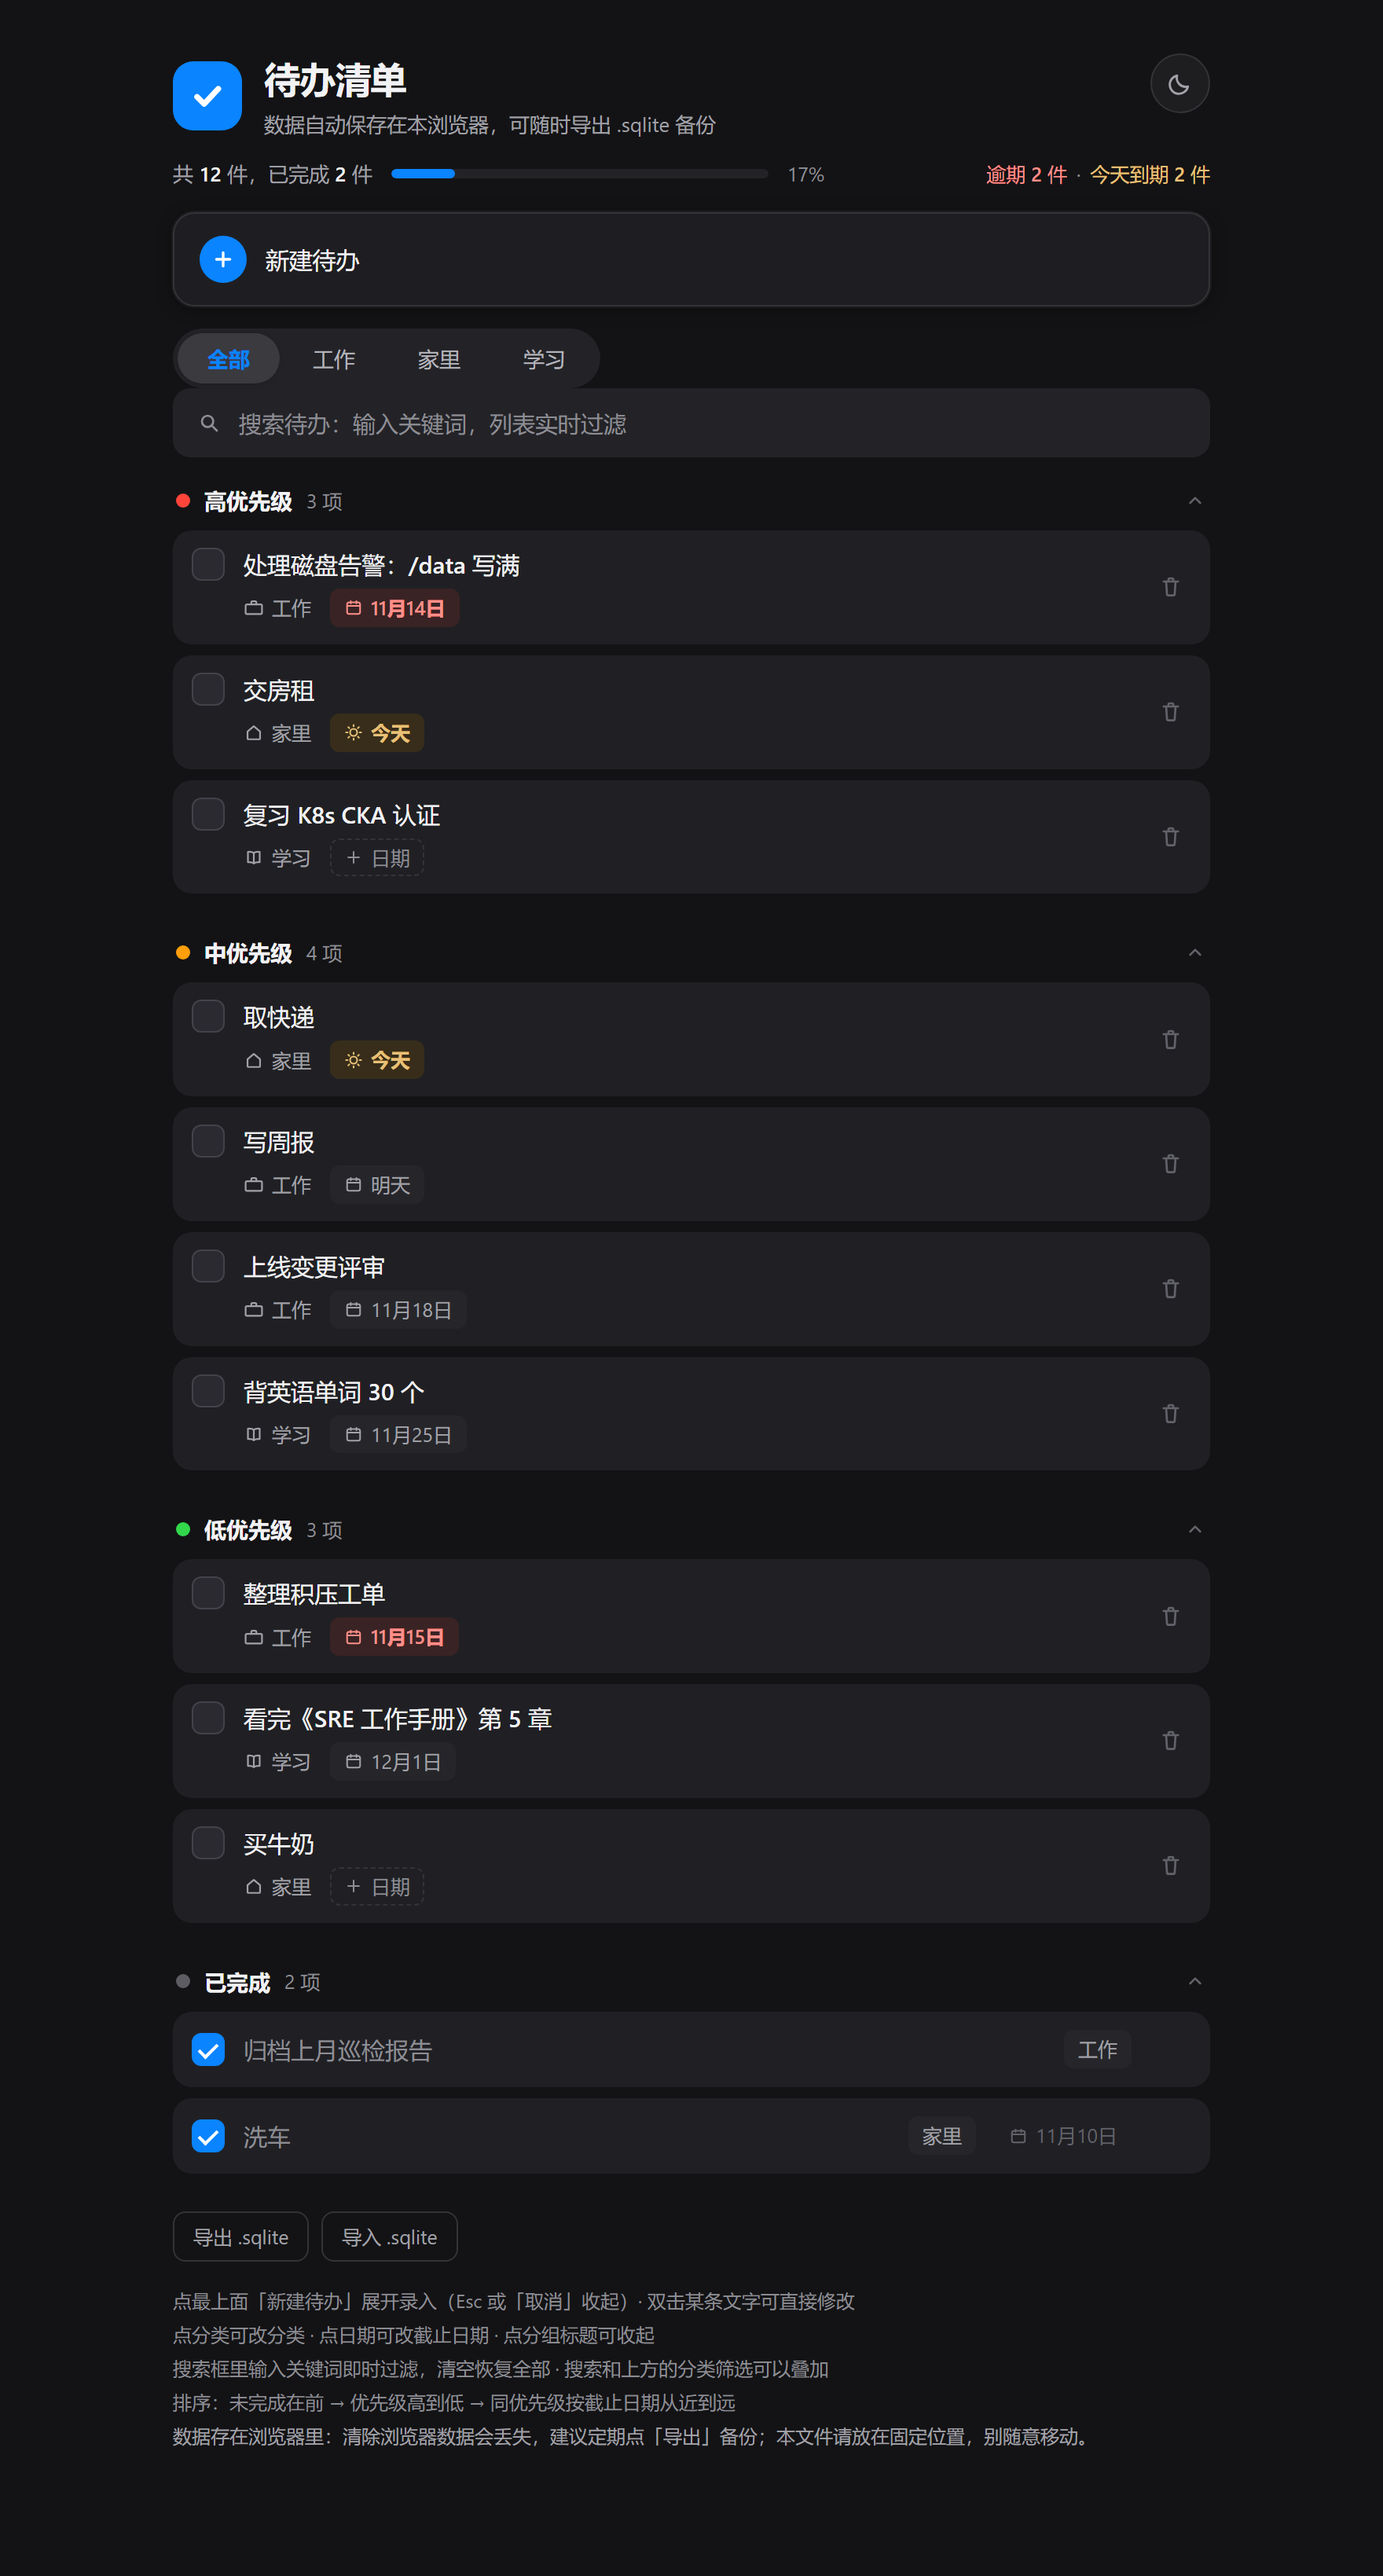 待办清单
数据自动保存在本浏览器，可随时导出 .sqlite 备份
共 12 件，已完成 2 件 17% 逾期 2 件 · 今天到期 2 件
新建待办
全部 工作 家里 学习
搜索待办：输入关键词，列表实时过滤
高优先级 3 项
处理磁盘告警：/data 写满
工作 11月14日
交房租
家里 今天
复习 K8s CKA 认证
学习 日期
中优先级 4 项
取快递
家里 今天
写周报
工作 明天
上线变更评审
工作 11月18日
背英语单词 30 个
学习 11月25日
低优先级 3 项
整理积压工单
工作 11月15日
看完《SRE 工作手册》第 5 章
学习 12月1日
买牛奶
家里 日期
已完成 2 项
归档上月巡检报告 工作
洗车 家里 11月10日
导出 .sqlite 导入 .sqlite
点最上面「新建待办」展开录入（Esc 或「取消」收起）· 双击某条文字可直接修改
点分类可改分类 · 点日期可改截止日期 · 点分组标题可收起
搜索框里输入关键词即时过滤，清空恢复全部 · 搜索和上方的分类筛选可以叠加
排序：未完成在前 → 优先级高到低 → 同优先级按截止日期从近到远
数据存在浏览器里：清除浏览器数据会丢失，建议定期点「导出」备份；本文件请放在固定位置，别随意移动。